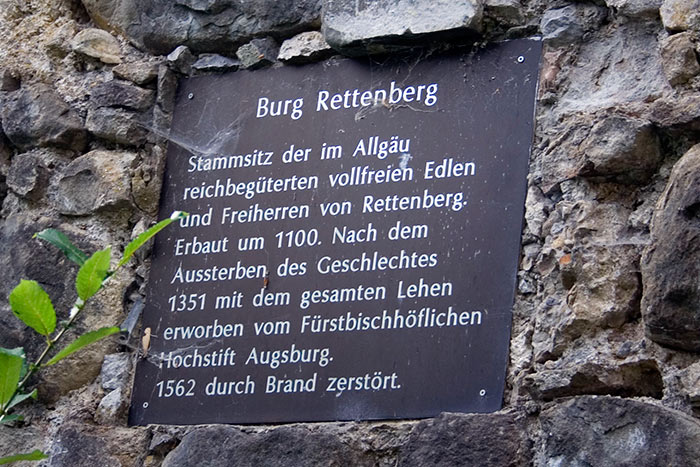 Burg Rettenberg
Stammsitz der im Allgäu
reichbegüterten vollfreien Edlen
und Freiherren von Rettenberg.
Erbaut um 1100. Nach dem
Aussterben des Geschlechtes
1351 mit dem gesamten Lehen
erworben vom Fürstbischhöflichen
Hochstift Augsburg.
1562 durch Brand zerstört.